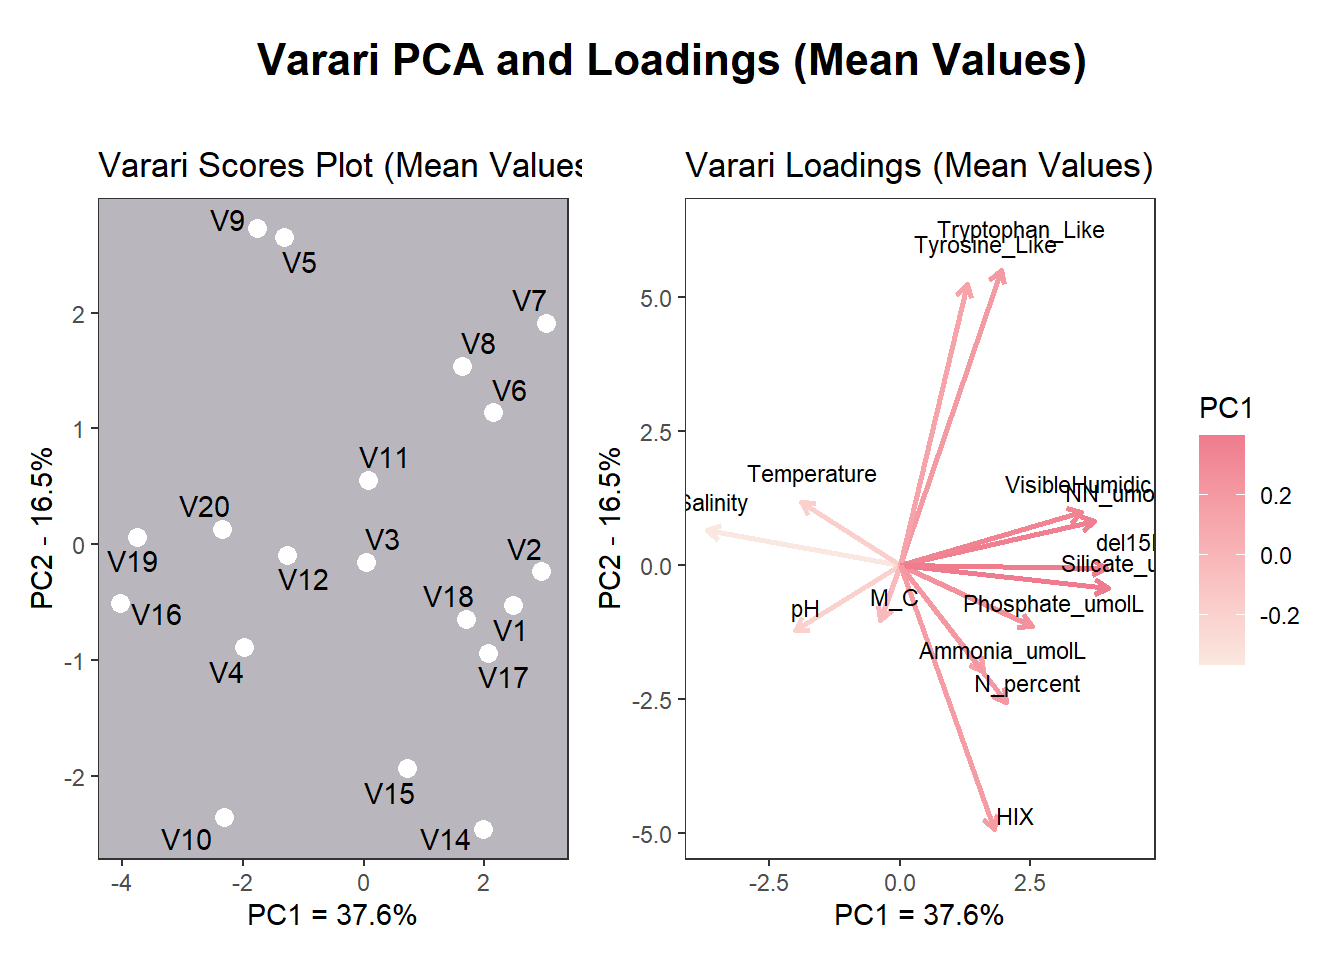 Varari PCA and Loadings (Mean Values)
Varari Scores Plot (Mean Values
V9
V5
V7
V8
V6
V11
V20
V3
V19
V12
V2
V16
V18
V1
V4
V17
V15
V10
V14
2
1
0
-1
-2
-4
-2
0
2
PC2 - 16.5%
PC1 = 37.6%
Varari Loadings (Mean Values)
Tryptophan_Like
Tyrosine_Like
Temperature
Salinity
VisibleHumidic
NN_umo
del15
Silicate_u
Phosphate_umolL
pH
M_C
Ammonia_umolL
N_percent
HIX
5.0
2.5
0.0
-2.5
-5.0
-2.5
0.0
2.5
PC2 - 16.5%
PC1 = 37.6%
PC1
0.2
0.0
-0.2